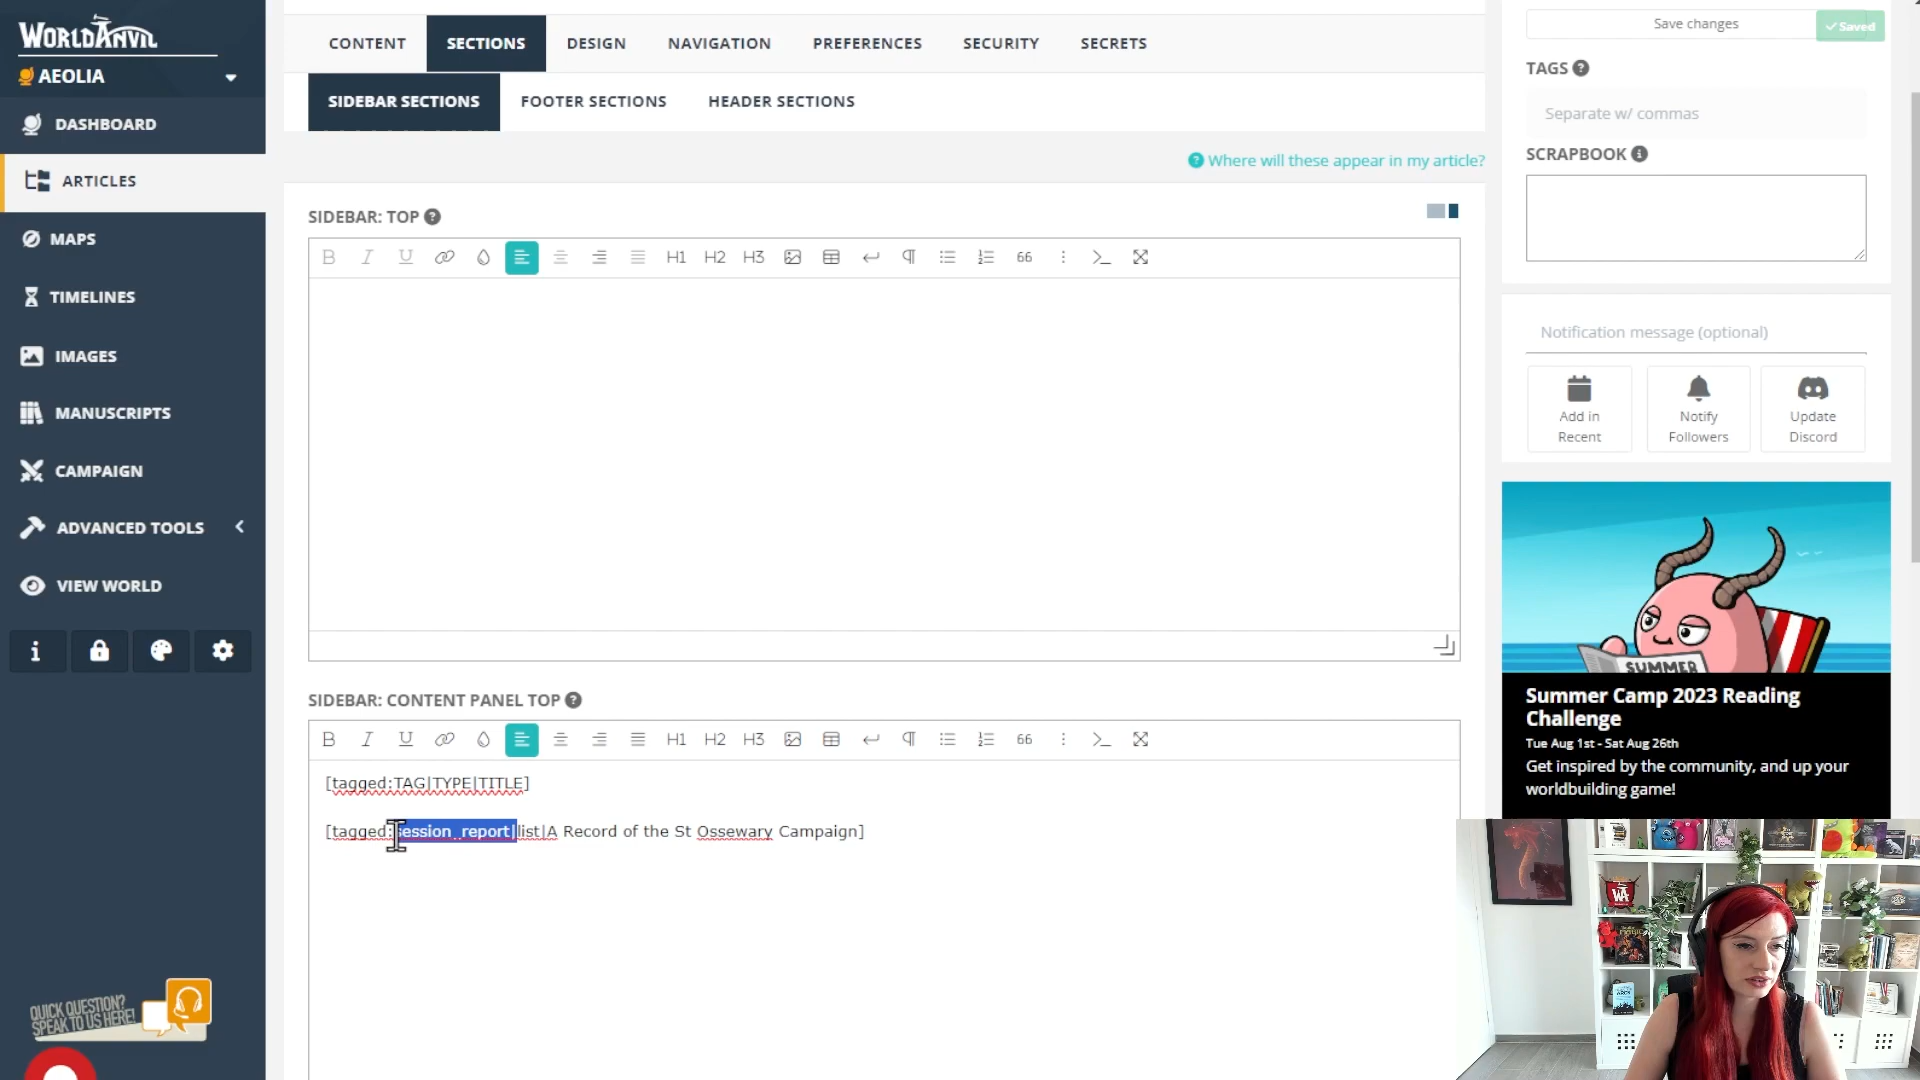 WORLDANVIL
AEOLIA
DASHBOARD
ARTICLES
MAPS
TIMELINES
IMAGES
MANUSCRIPTS
CAMPAIGN
ADVANCED TOOLS
VIEW WORLD
QUICK QUESTION?
SPEAK TO US HERE!
CONTENT
SECTIONS
DESIGN
NAVIGATION
PREFERENCES
SECURITY
SECRETS
SIDEBAR SECTIONS
FOOTER SECTIONS
HEADER SECTIONS
Where will these appear in my article?
SIDEBAR: TOP
B I U H1 H2 H3 66
SIDEBAR: CONTENT PANEL TOP
B I U H1 H2 H3 66
[tagged:TAG|TYPE|TITLE]
[tagged:session_report|list|A Record of the St Ossewary Campaign]
Save changes
Saved
TAGS
Separate w/ commas
SCRAPBOOK
Notification message (optional)
Add in
Recent
Notify
Followers
Update
Discord
SUMMER
Summer Camp 2023 Reading
Challenge
Tue Aug 1st - Sat Aug 26th
Get inspired by the community, and up your
worldbuilding game!
WA